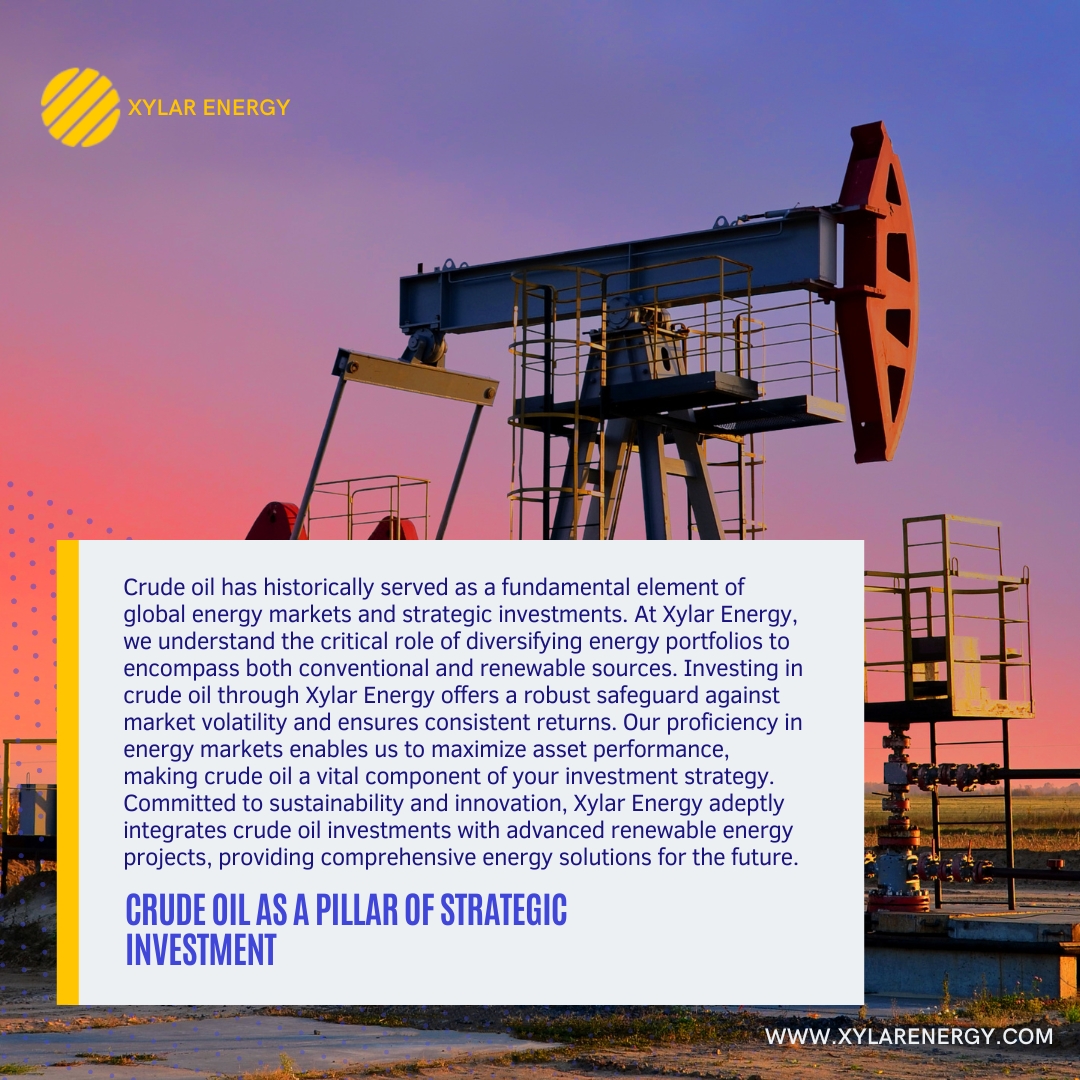 XYLAR ENERGY
Crude oil has historically served as a fundamental element of
global energy markets and strategic investments. At Xylar Energy,
we understand the critical role of diversifying energy portfolios to
encompass both conventional and renewable sources. Investing in
crude oil through Xylar Energy offers a robust safeguard against
market volatility and ensures consistent returns. Our proficiency in
energy markets enables us to maximize asset performance,
making crude oil a vital component of your investment strategy.
Committed to sustainability and innovation, Xylar Energy adeptly
integrates crude oil investments with advanced renewable energy
projects, providing comprehensive energy solutions for the future.
CRUDE OIL AS A PILLAR OF STRATEGIC
INVESTMENT
WWW.XYLARENERGY.COM